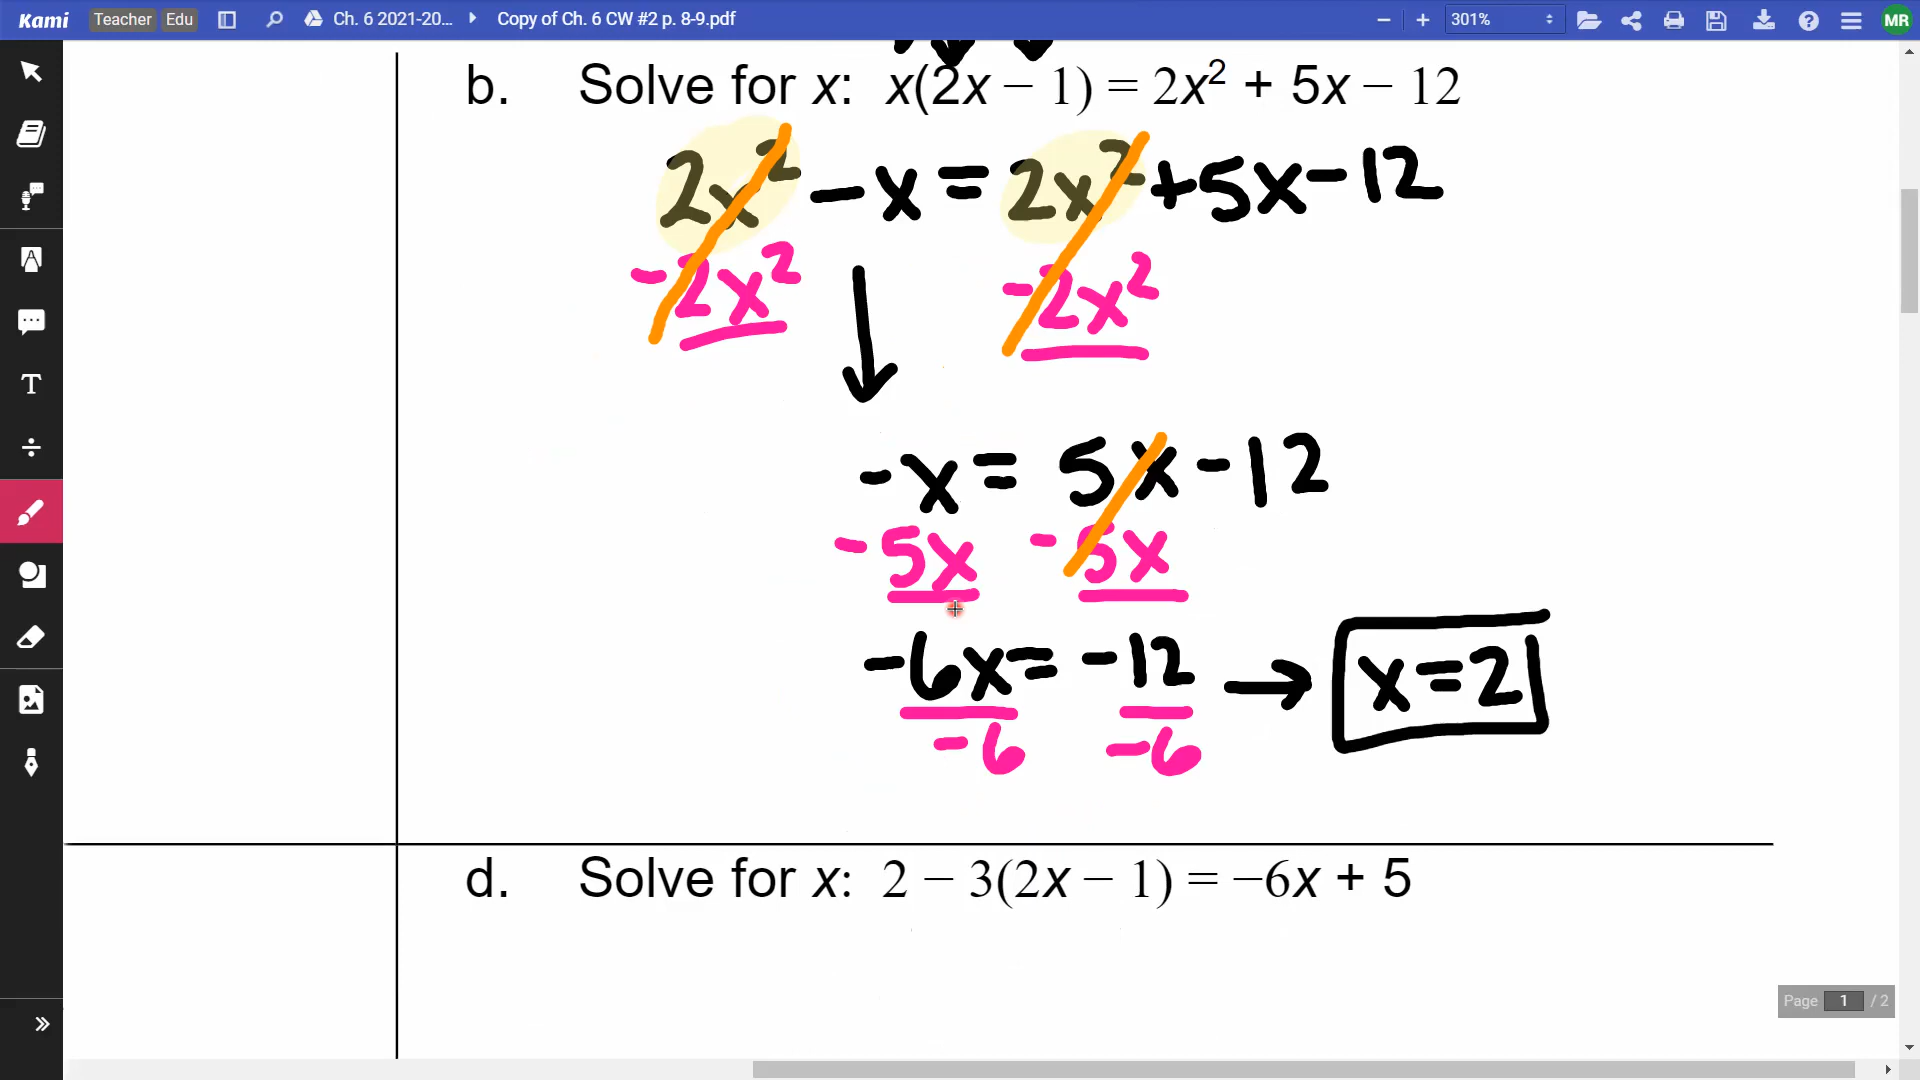 Kami Teacher Edu Ch. 6 2021-20... Copy of Ch. 6 CW #2 p. 8-9.pdf 301% MR
b. Solve for x: x(2x − 1) = 2x² + 5x − 12
2x² - x = 2x² + 5x - 12
-2x² -2x²
-x = 5x - 12
-5x -5x
-6x = -12 → x = 2
-6 -6
d. Solve for x: 2 − 3(2x − 1) = −6x + 5
Page 1 / 2